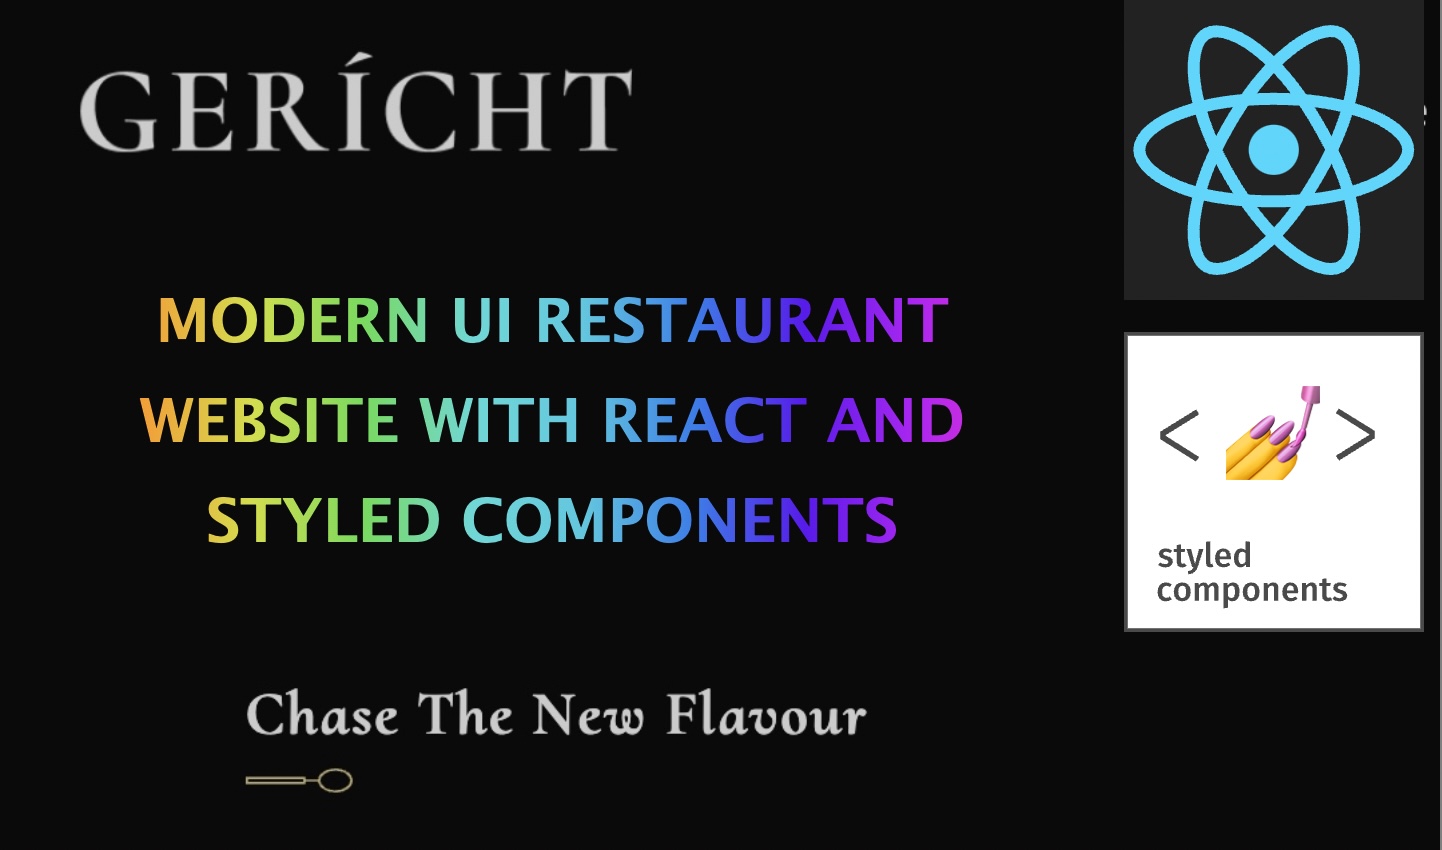 GERÍCHT
MODERN UI RESTAURANT
WEBSITE WITH REACT AND
STYLED COMPONENTS
Chase The New Flavour
< >
styled
components